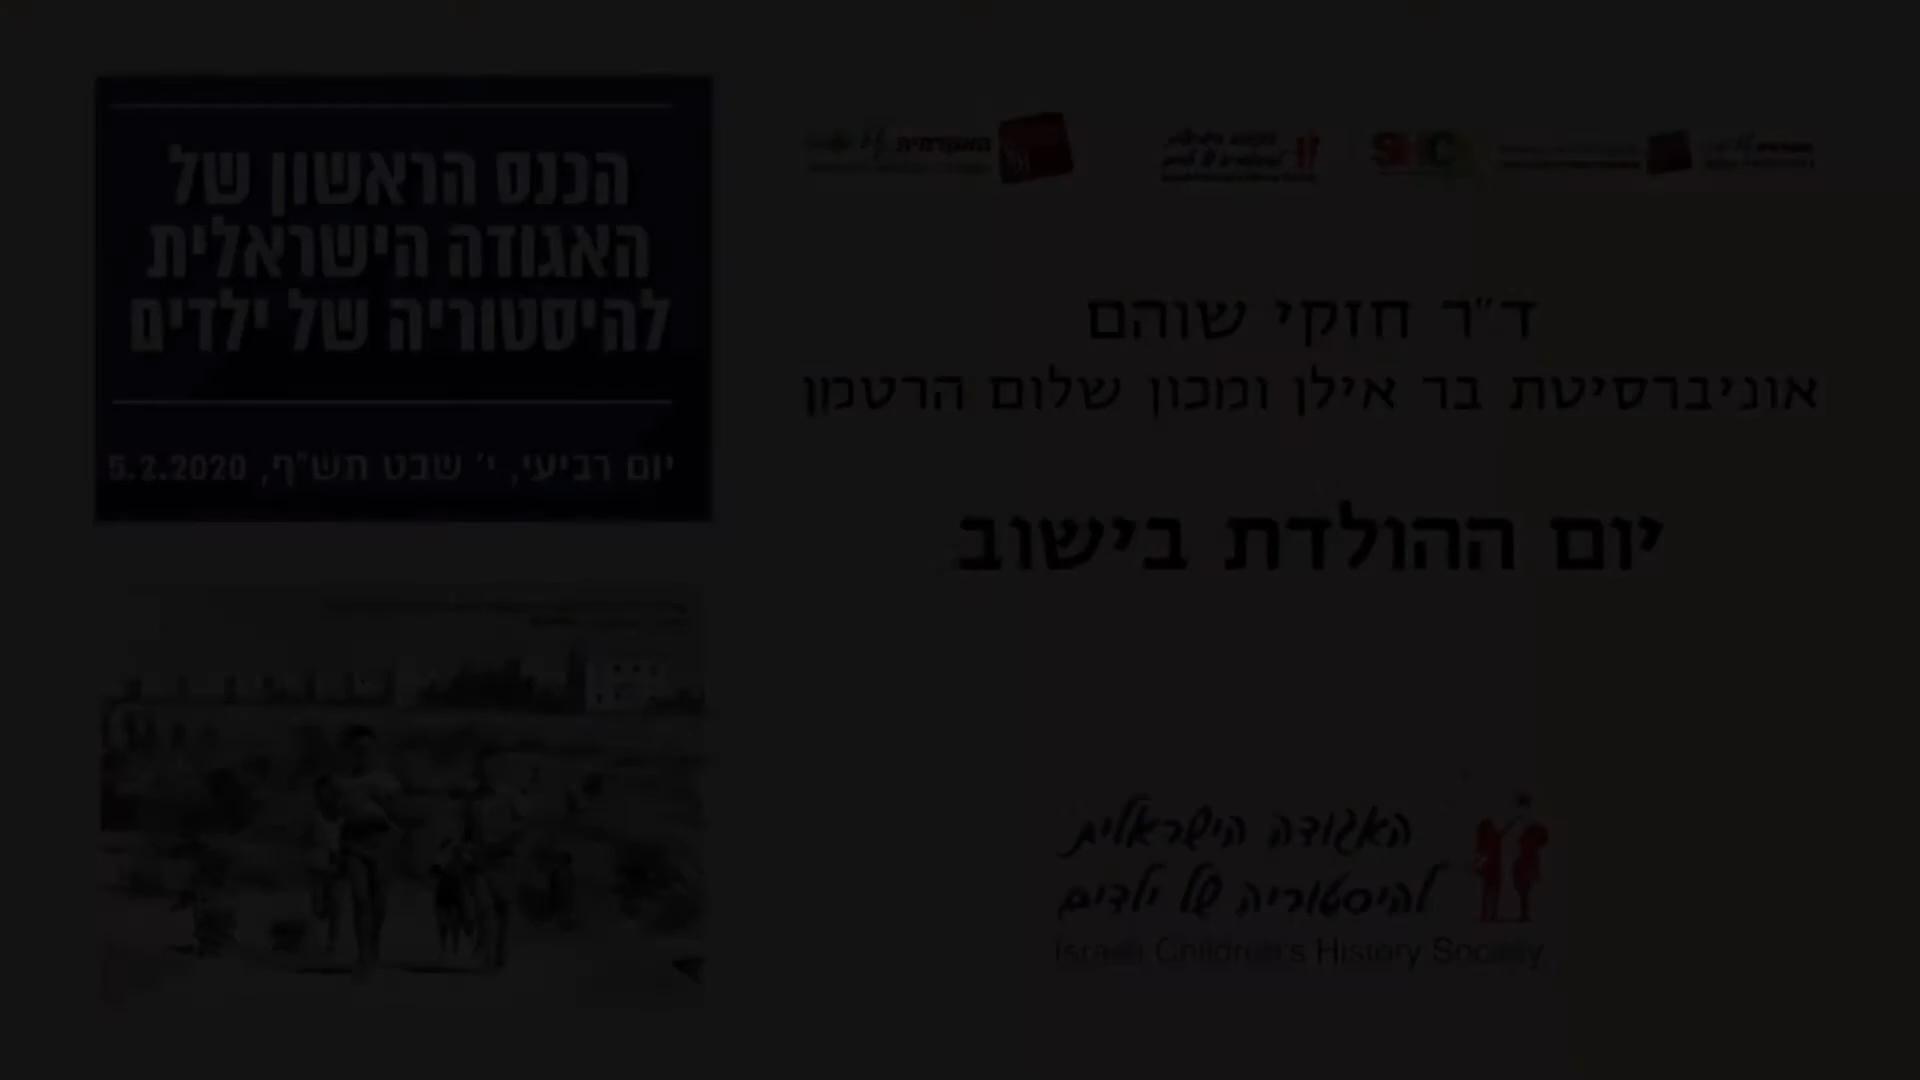 הכנס הראשון של
האגודה הישראלית
להיסטוריה של ילדים
יום רביעי, י' שבט תש"ף, 5.2.2020
האקדמית
ד"ר חזקי שוהם
אוניברסיטת בר אילן ומכון שלום הרטמן
יום ההולדת בישוב
האגודה הישראלית
להיסטוריה של ילדים
Israeli Children's History Society